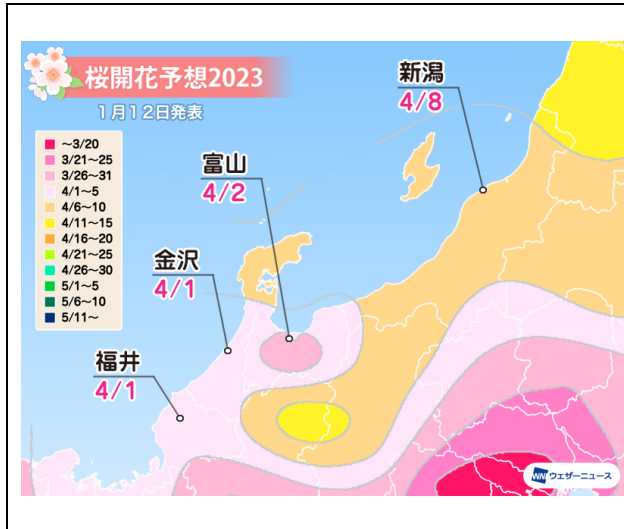 桜開花予想2023
1月12日発表
～3/20
3/21～25
3/26～31
4/1～5
4/6～10
4/11～15
4/16～20
4/21～25
4/26～30
5/1～5
5/6～10
5/11～
新潟
4/8
富山
4/2
金沢
4/1
福井
4/1
WN ウェザーニュース